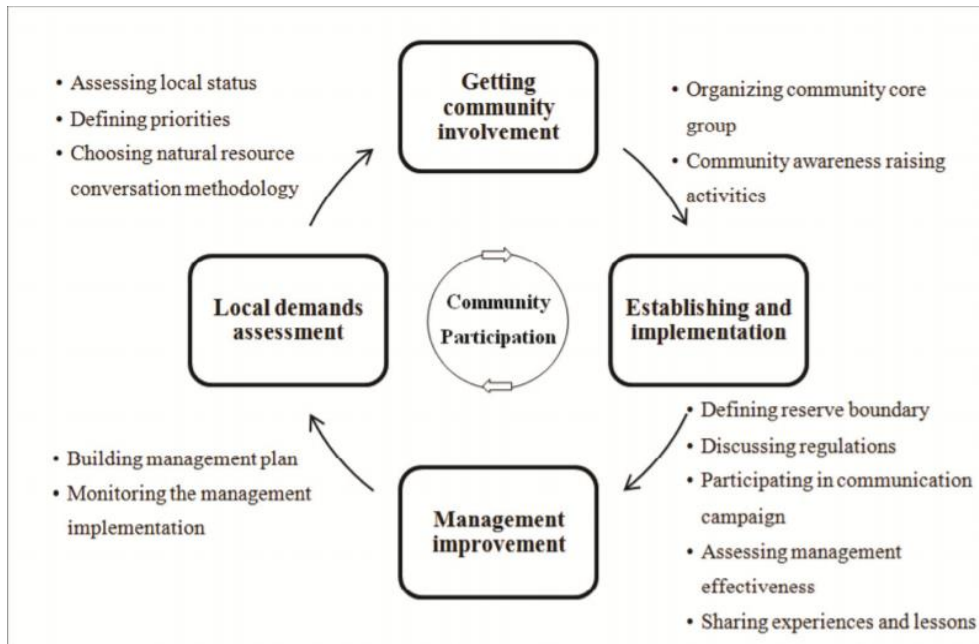 Getting
community
involvement
• Assessing local status
• Defining priorities
• Choosing natural resource
conversation methodology
• Organizing community core
group
• Community awareness raising
activities
Local demands
assessment
Community
Participation
Establishing and
implementation
• Building management plan
• Monitoring the management
implementation
Management
improvement
• Defining reserve boundary
• Discussing regulations
• Participating in communication
campaign
• Assessing management
effectiveness
• Sharing experiences and lessons